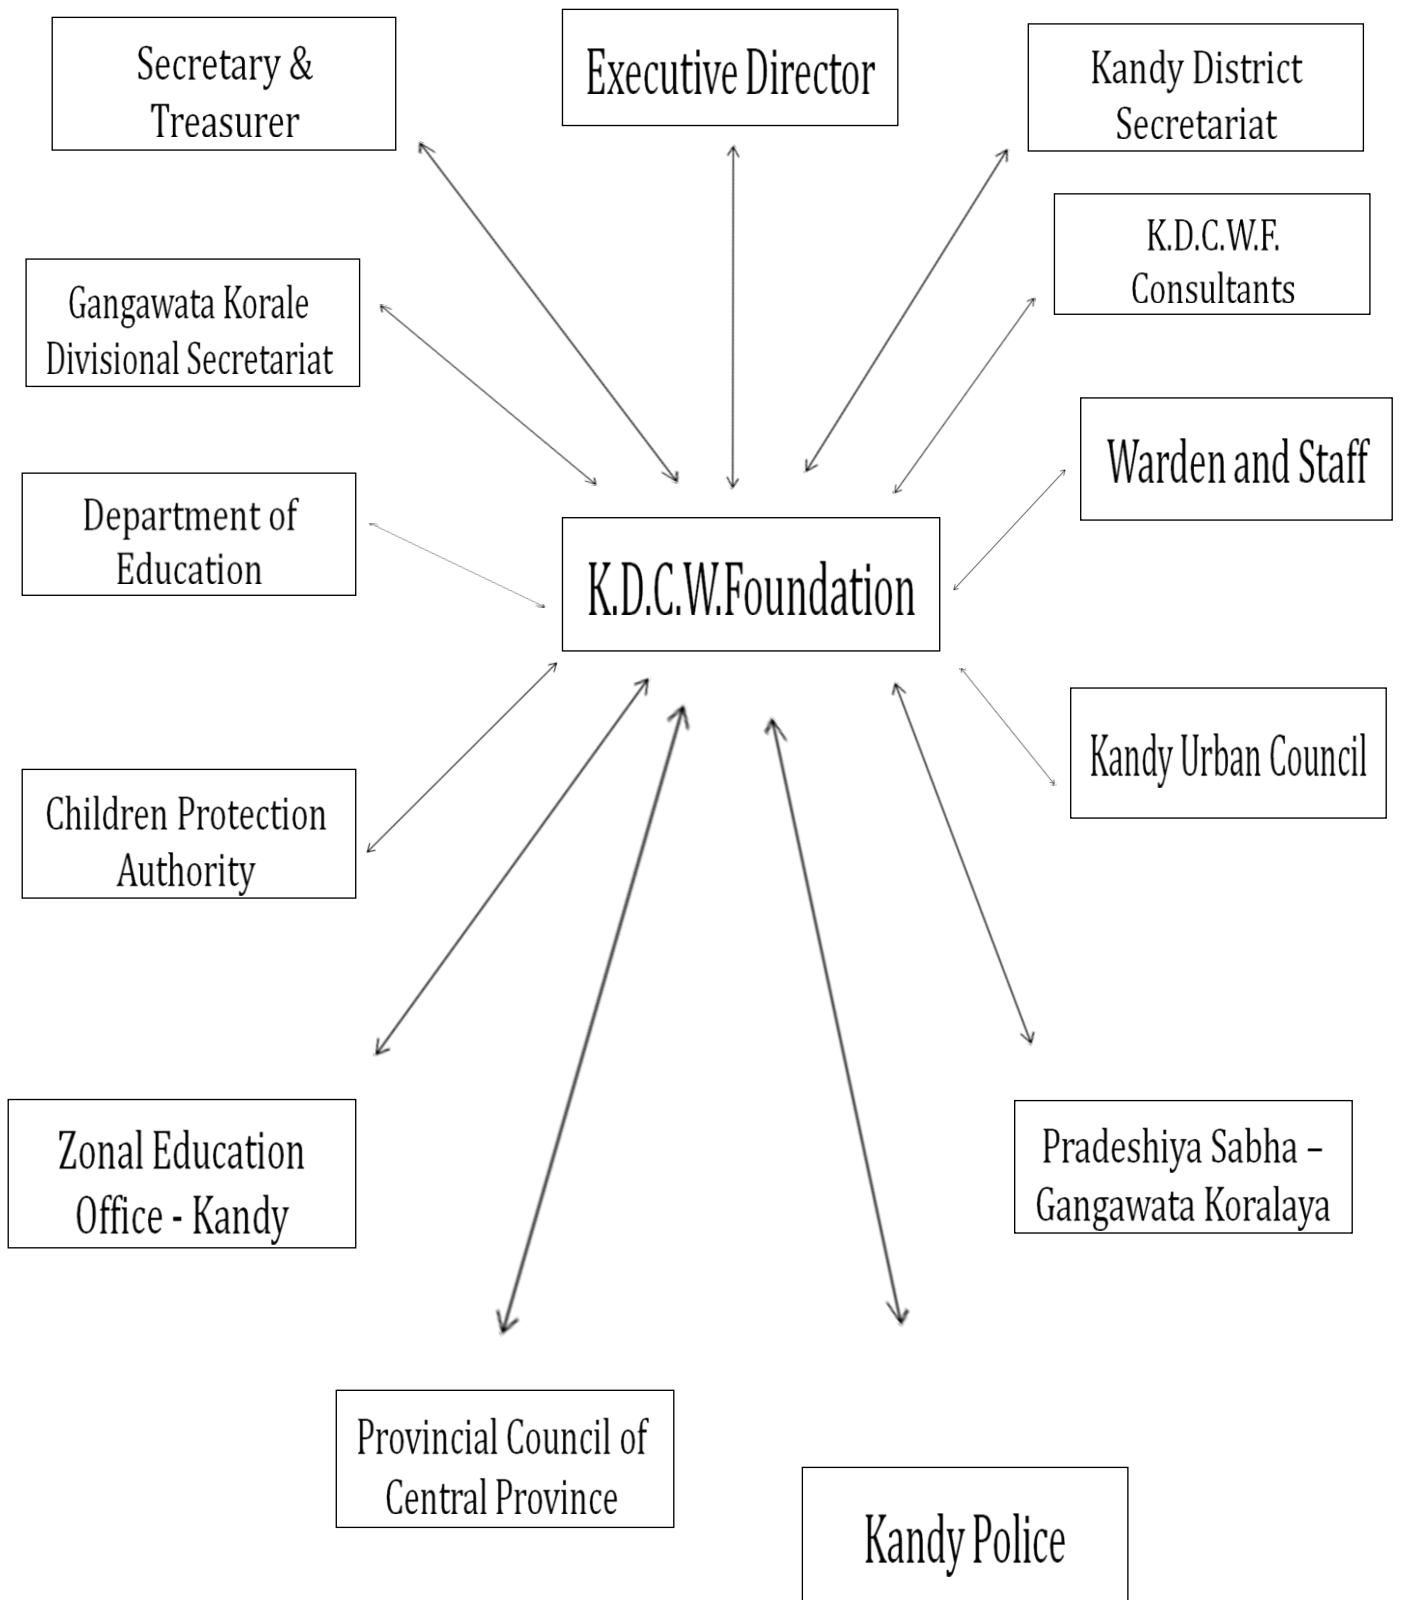 Secretary &
Treasurer
Executive Director
Kandy District
Secretariat
K.D.C.W.F.
Consultants
Gangawata Korale
Divisional Secretariat
Warden and Staff
Department of
Education
K.D.C.W.Foundation
Kandy Urban Council
Children Protection
Authority
Zonal Education
Office - Kandy
Pradeshiya Sabha –
Gangawata Koralaya
Provincial Council of
Central Province
Kandy Police